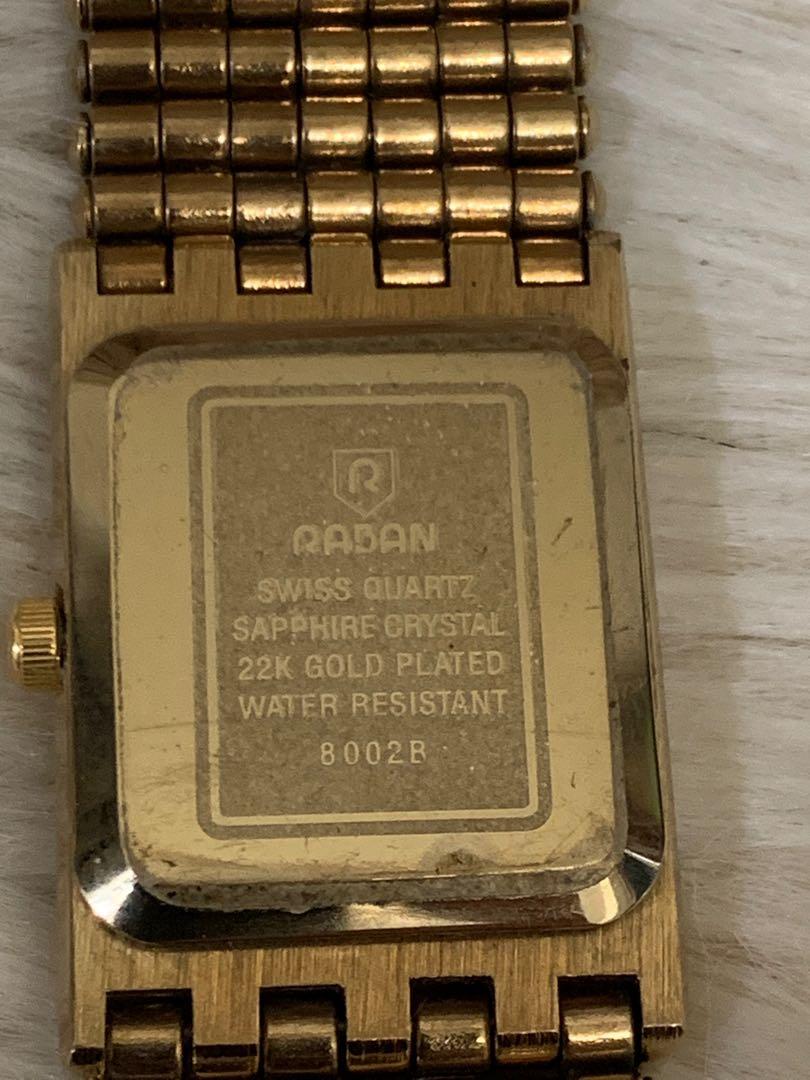 R
RADAN
SWISS QUARTZ
SAPPHIRE CRYSTAL
22K GOLD PLATED
WATER RESISTANT
8002B